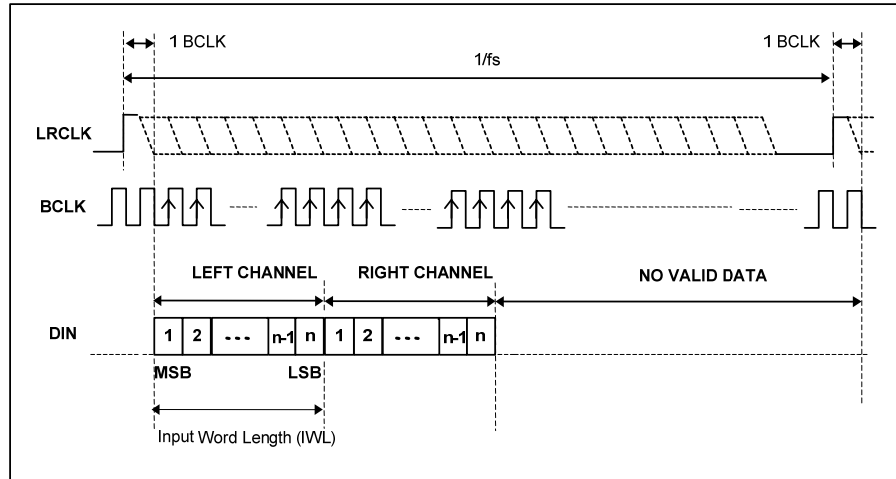 1 BCLK 1 BCLK
1/fs
LRCLK
BCLK
LEFT CHANNEL RIGHT CHANNEL NO VALID DATA
DIN 1 2 n-1 n 1 2 n-1 n
MSB LSB
Input Word Length (IWL)